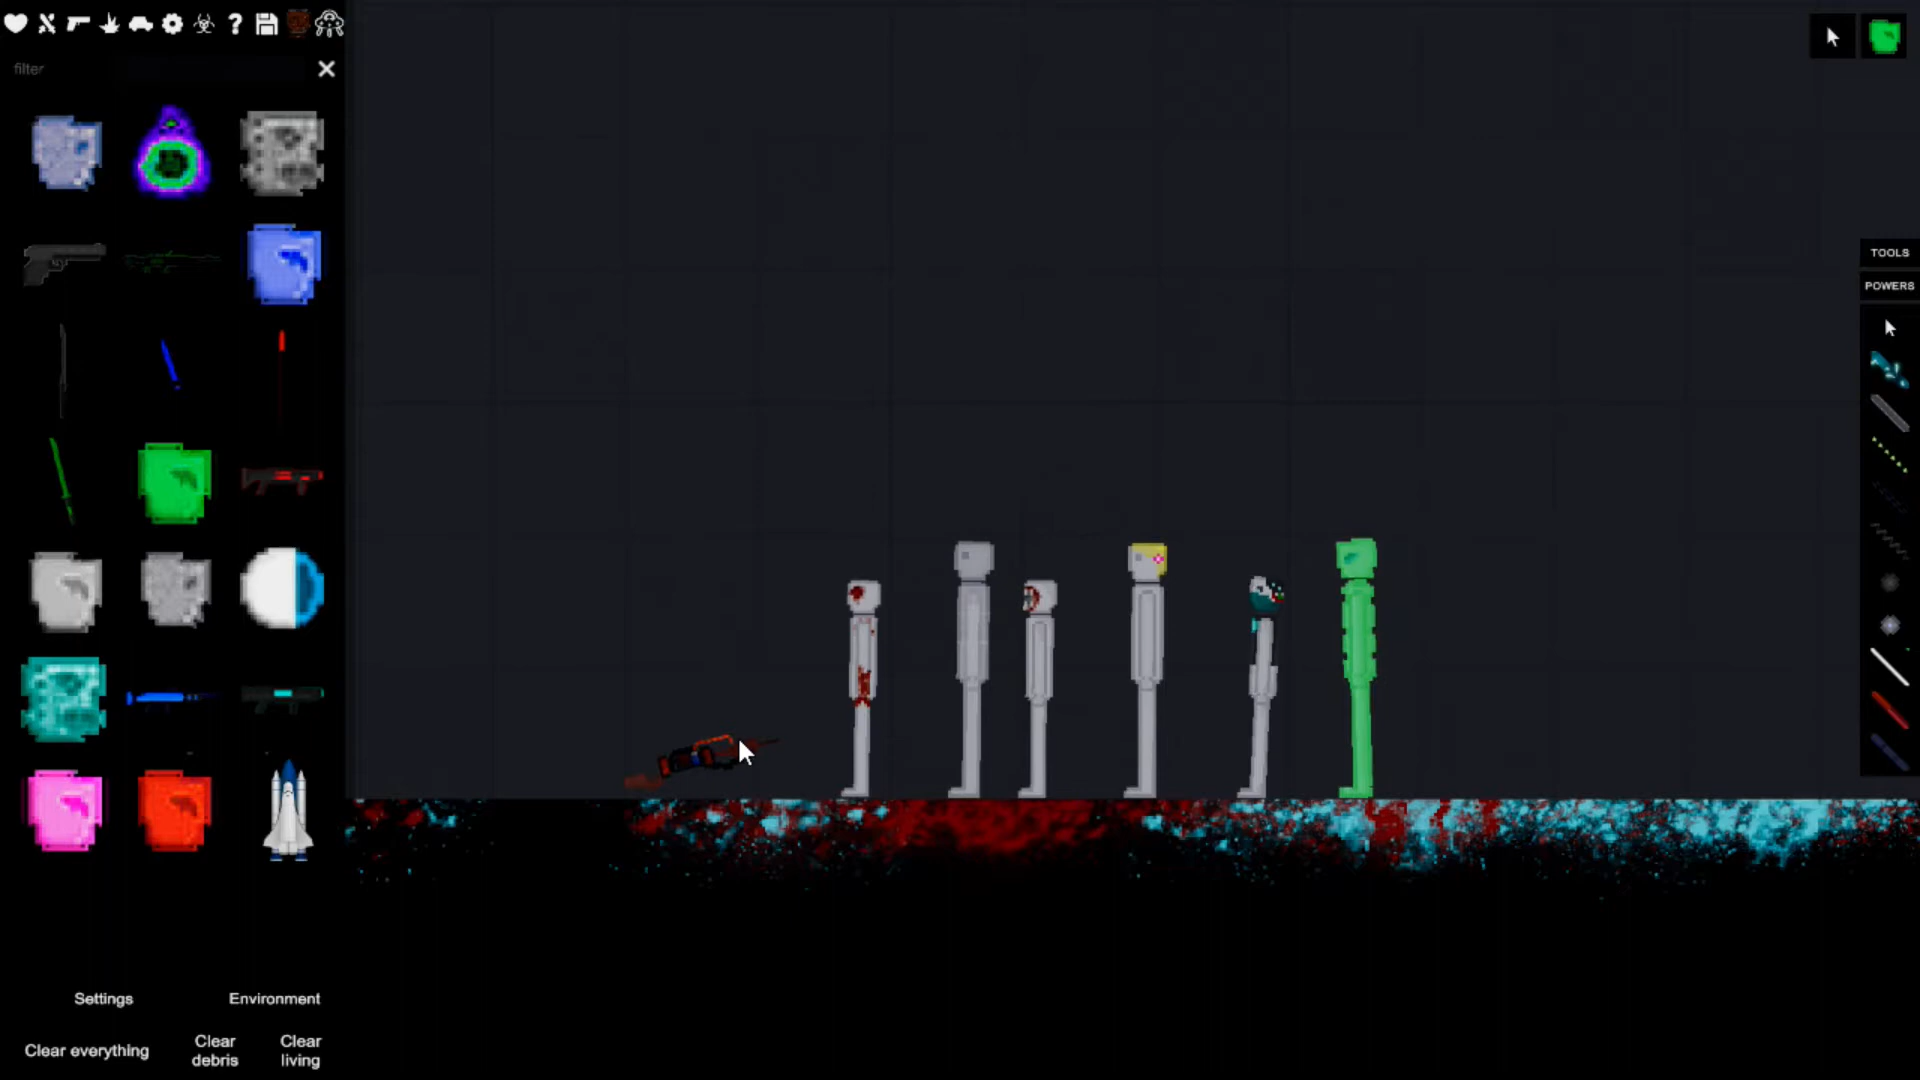 filter
TOOLS
POWERS
Settings
Environment
Clear everything
Clear debris
Clear living